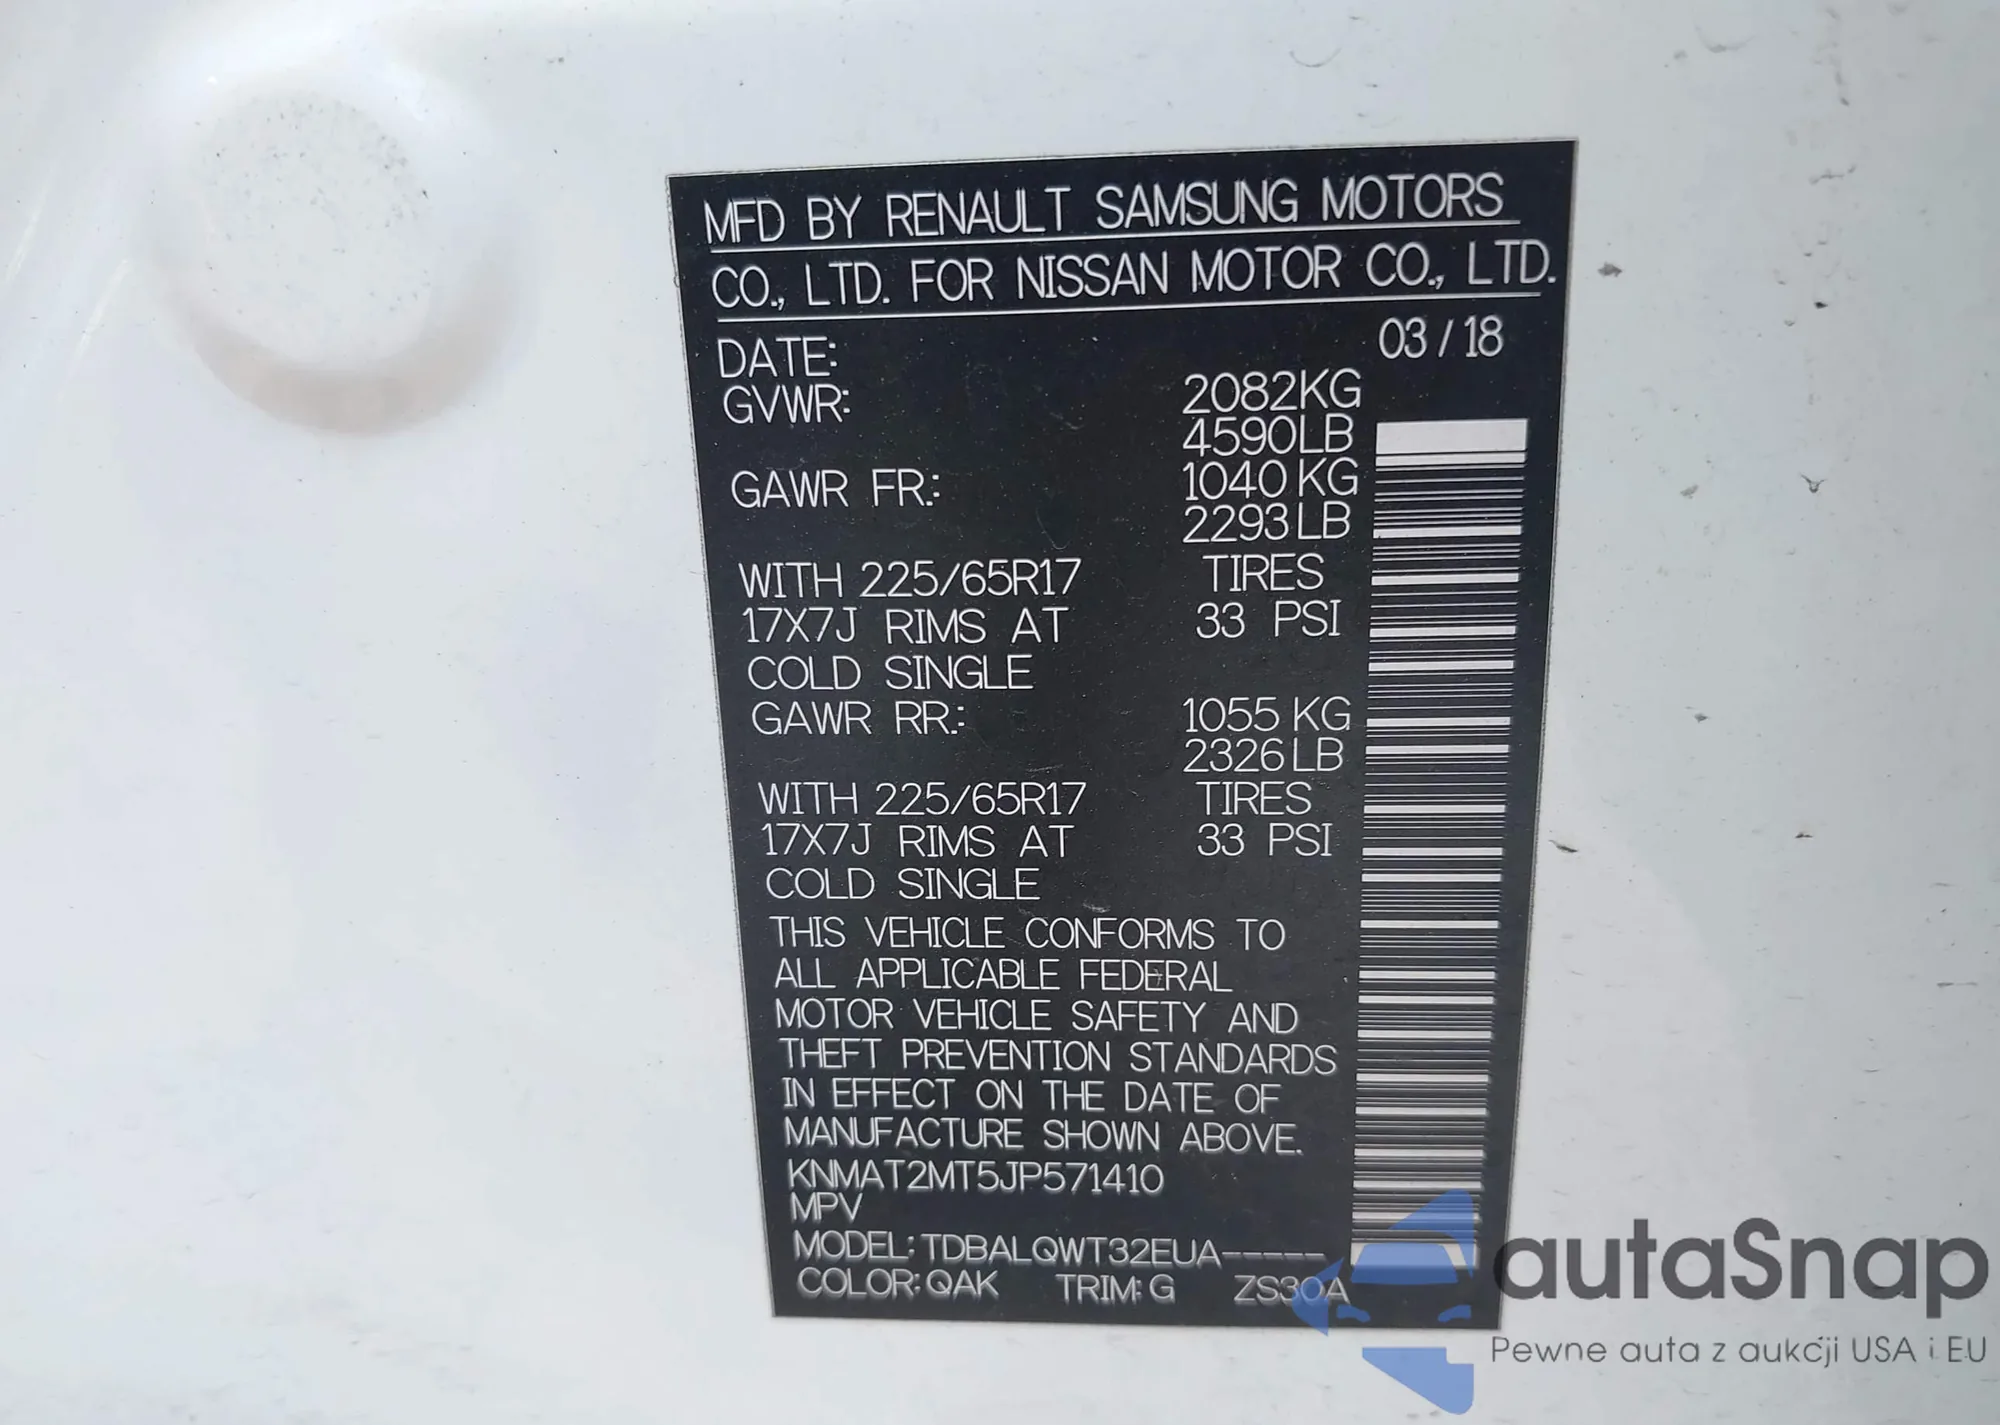 MFD BY RENAULT SAMSUNG MOTORS
CO., LTD. FOR NISSAN MOTOR CO., LTD.
DATE: 03 / 18
GVWR: 2082KG
4590LB
GAWR FR.: 1040 KG
2293LB
WITH 225/65R17 TIRES
17X7J RIMS AT 33 PSI
COLD SINGLE
GAWR RR.: 1055 KG
2326LB
WITH 225/65R17 TIRES
17X7J RIMS AT 33 PSI
COLD SINGLE
THIS VEHICLE CONFORMS TO
ALL APPLICABLE FEDERAL
MOTOR VEHICLE SAFETY AND
THEFT PREVENTION STANDARDS
IN EFFECT ON THE DATE OF
MANUFACTURE SHOWN ABOVE.
KNMAT2MT5JP571410
MPV
MODEL: TDBALQWT32EUA-----
COLOR: QAK TRIM: G ZS30A
autaSnap
Pewne auta z aukcji USA i EU